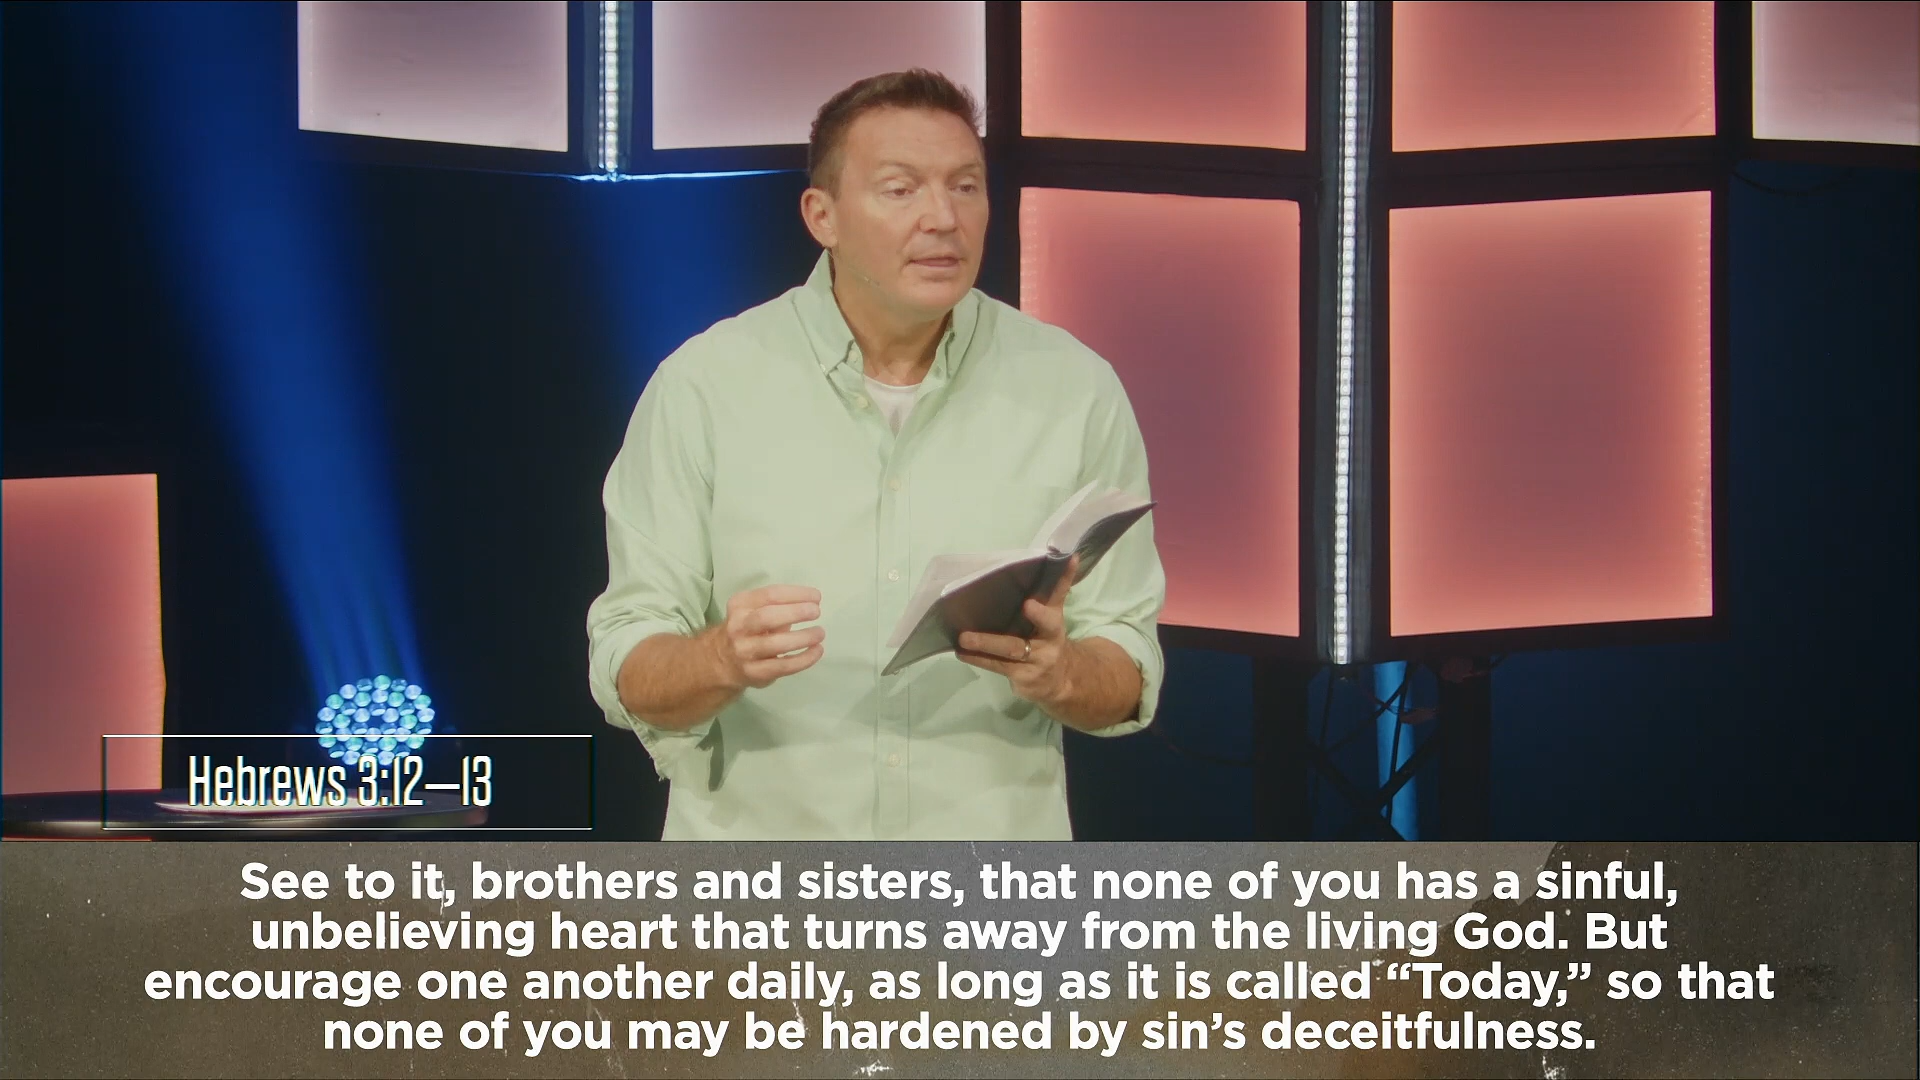 Hebrews 3:12–13
See to it, brothers and sisters, that none of you has a sinful,
unbelieving heart that turns away from the living God. But
encourage one another daily, as long as it is called “Today,” so that
none of you may be hardened by sin’s deceitfulness.